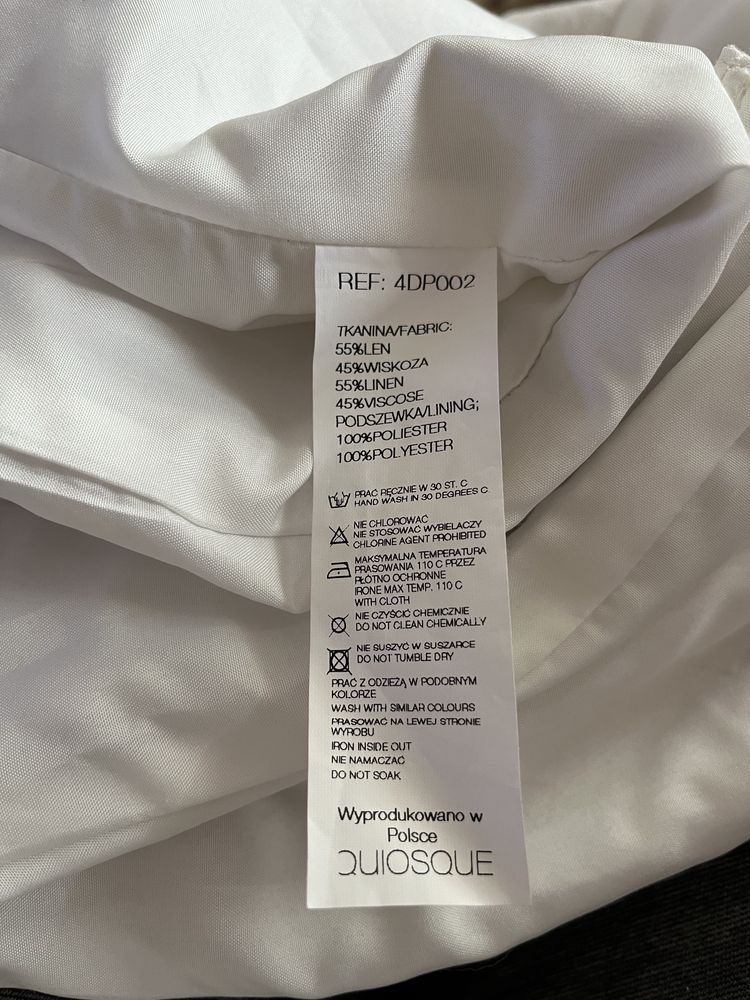 REF: 4DP002
TKANINA/FABRIC:
55%LEN
45%WISKOZA
55%LINEN
45%VISCOSE
PODSZEWKA/LINING;
100%POLIESTER
100%POLYESTER
PRAĆ RĘCZNIE W 30 ST. C
HAND WASH IN 30 DEGREES C.
NIE CHLOROWAĆ
NIE STOSOWAĆ WYBIELACZY
CHLORINE AGENT PROHIBITED
MAKSYMALNA TEMPERATURA
PRASOWANIA 110 C PRZEZ
PŁÓTNO OCHRONNE
IRONE MAX TEMP. 110 C
WITH CLOTH
NIE CZYŚCIĆ CHEMICZNIE
DO NOT CLEAN CHEMICALLY
NIE SUSZYĆ W SUSZARCE
DO NOT TUMBLE DRY
PRAĆ Z ODZIEŻĄ W PODOBNYM
KOLORZE
WASH WITH SIMILAR COLOURS
PRASOWAĆ NA LEWEJ STRONIE
WYROBU
IRON INSIDE OUT
NIE NAMACZAĆ
DO NOT SOAK
Wyprodukowano w
Polsce
QUIOSQUE